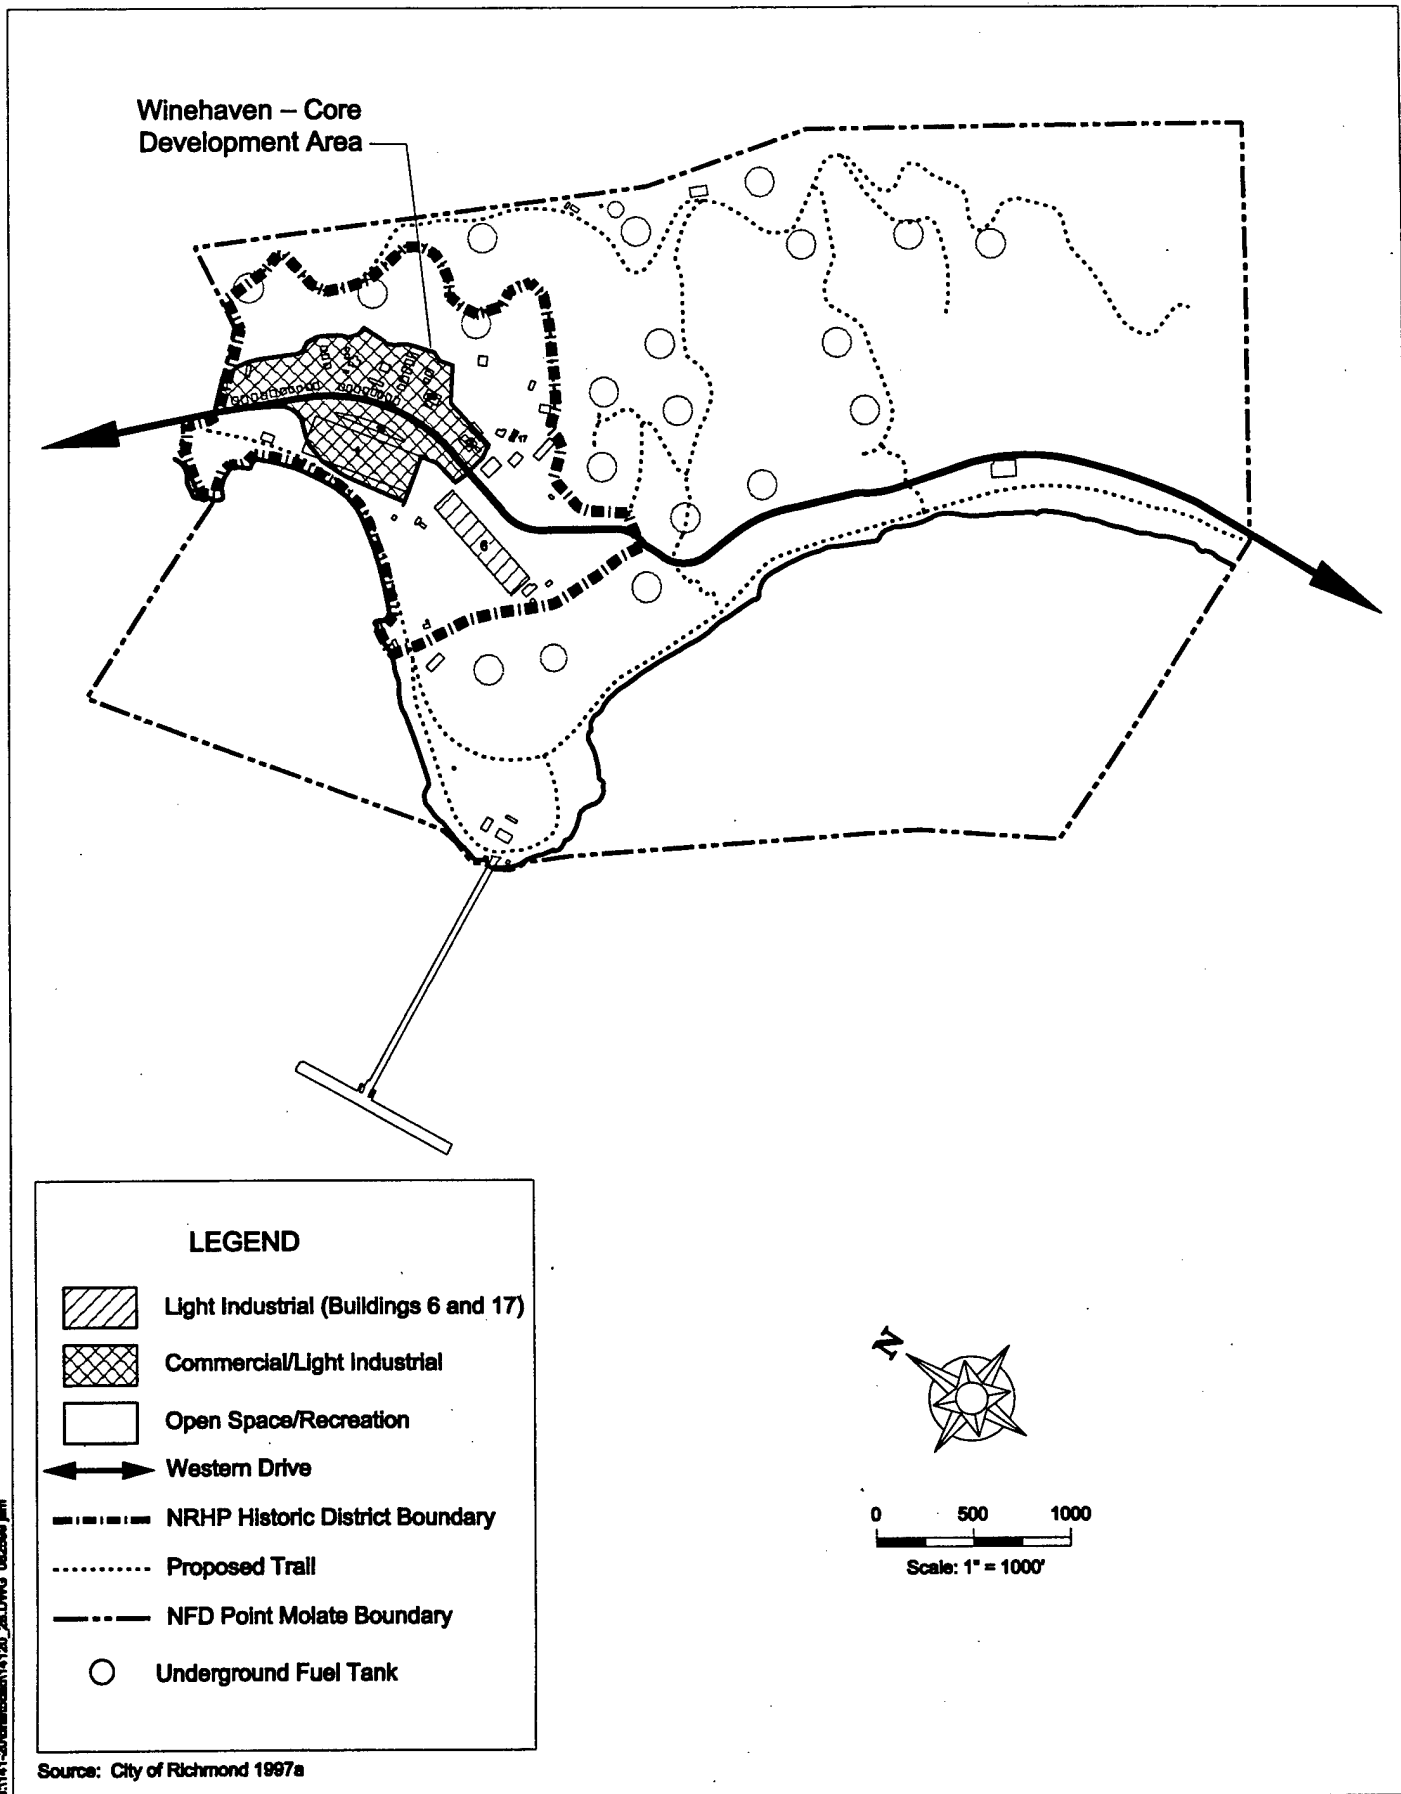 Winehaven – Core
Development Area
6
LEGEND
Light Industrial (Buildings 6 and 17)
Commercial/Light Industrial
Open Space/Recreation
Western Drive
NRHP Historic District Boundary
Proposed Trail
NFD Point Molate Boundary
Underground Fuel Tank
N
0 500 1000
Scale: 1" = 1000'
Source: City of Richmond 1997a